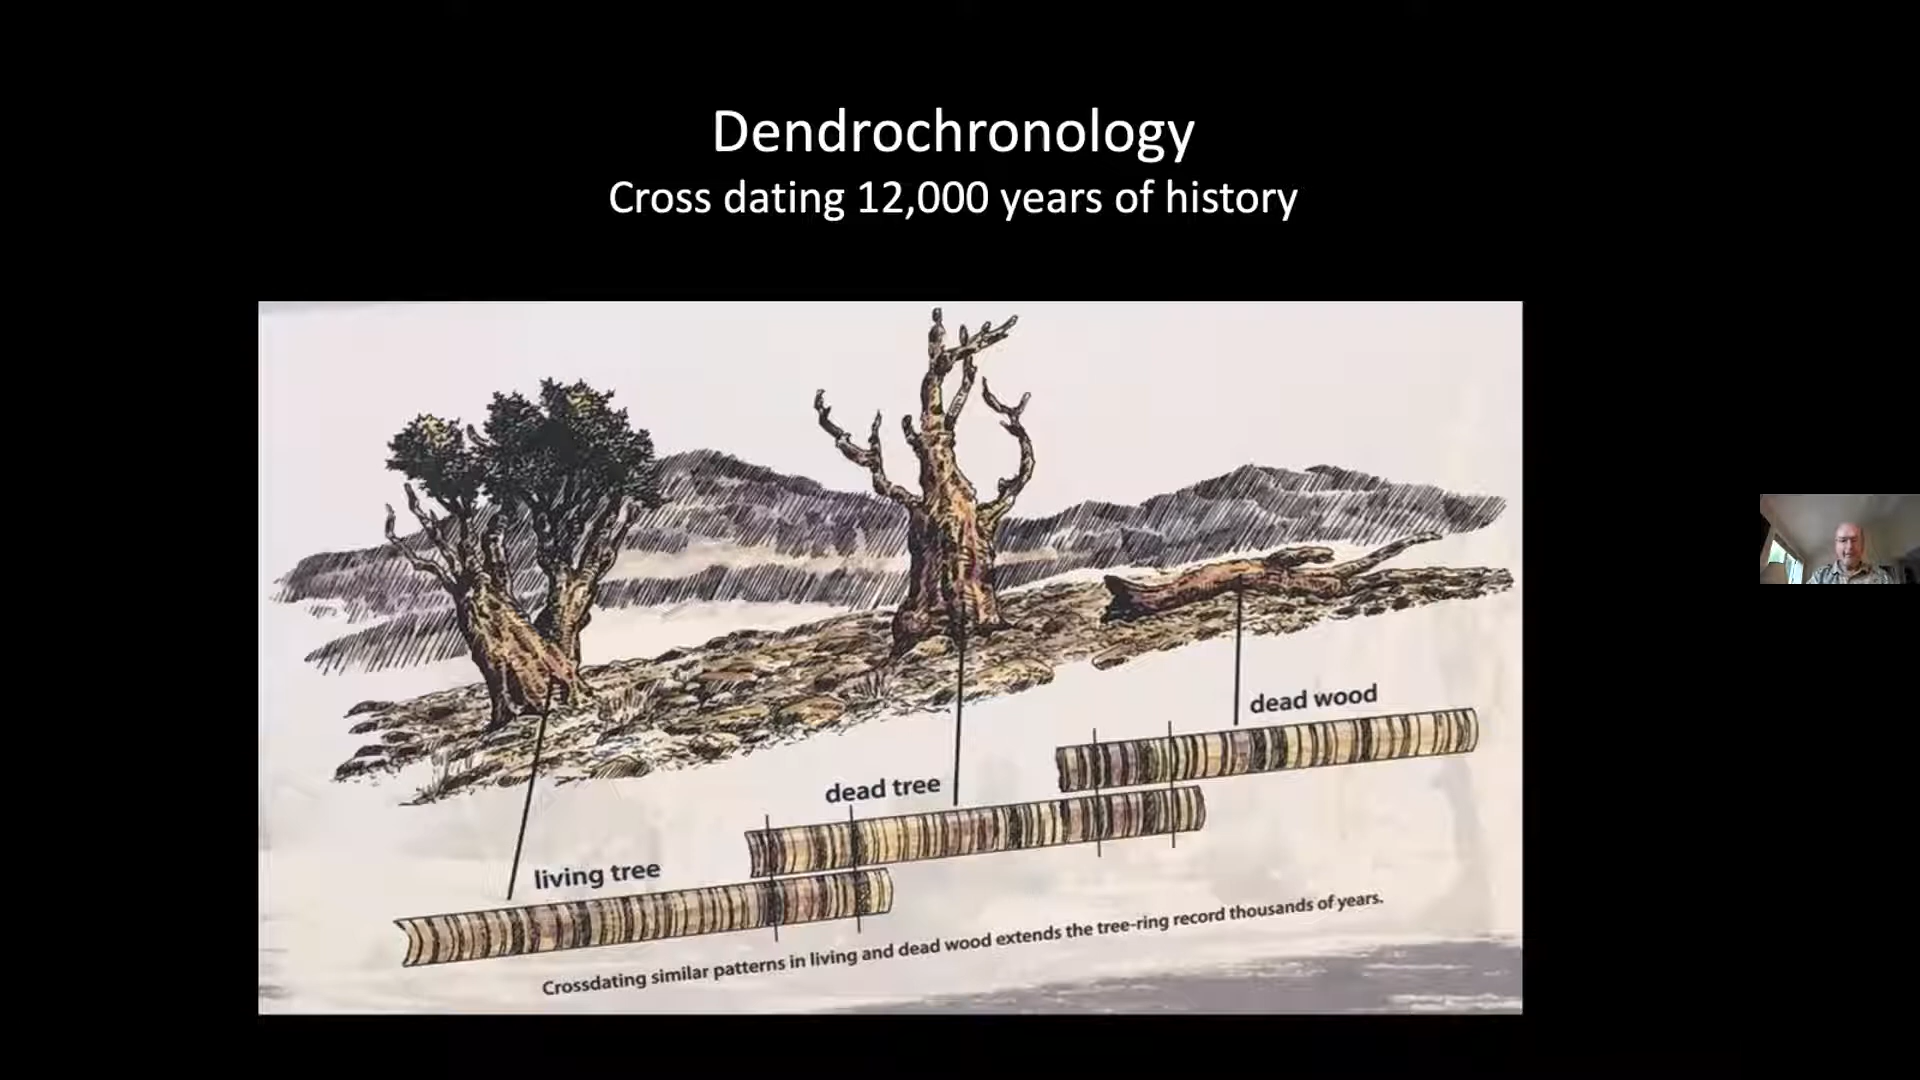 Dendrochronology
Cross dating 12,000 years of history
dead wood
dead tree
living tree
Crossdating similar patterns in living and dead wood extends the tree-ring record thousands of years.